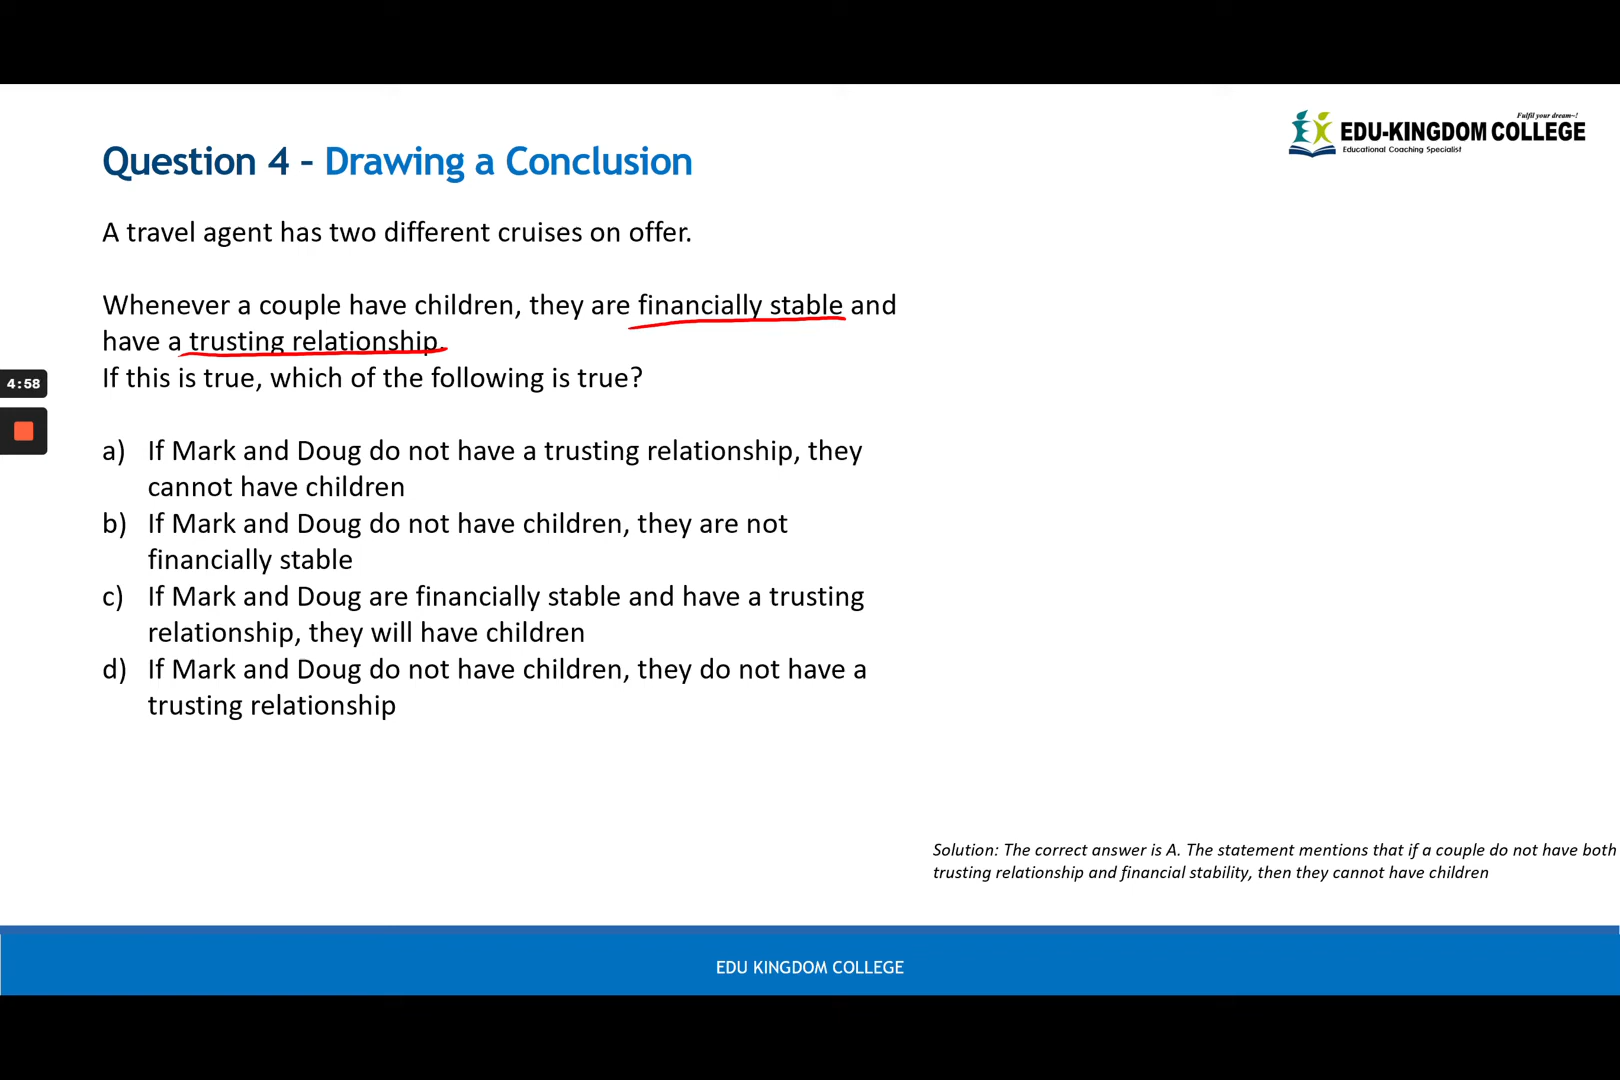 Fulfil your dream~!
EDU-KINGDOM COLLEGE
Educational Coaching Specialist
Question 4 – Drawing a Conclusion
A travel agent has two different cruises on offer.
Whenever a couple have children, they are financially stable and
have a trusting relationship.
If this is true, which of the following is true?
4:58
a) If Mark and Doug do not have a trusting relationship, they
cannot have children
b) If Mark and Doug do not have children, they are not
financially stable
c) If Mark and Doug are financially stable and have a trusting
relationship, they will have children
d) If Mark and Doug do not have children, they do not have a
trusting relationship
Solution: The correct answer is A. The statement mentions that if a couple do not have both
trusting relationship and financial stability, then they cannot have children
EDU KINGDOM COLLEGE